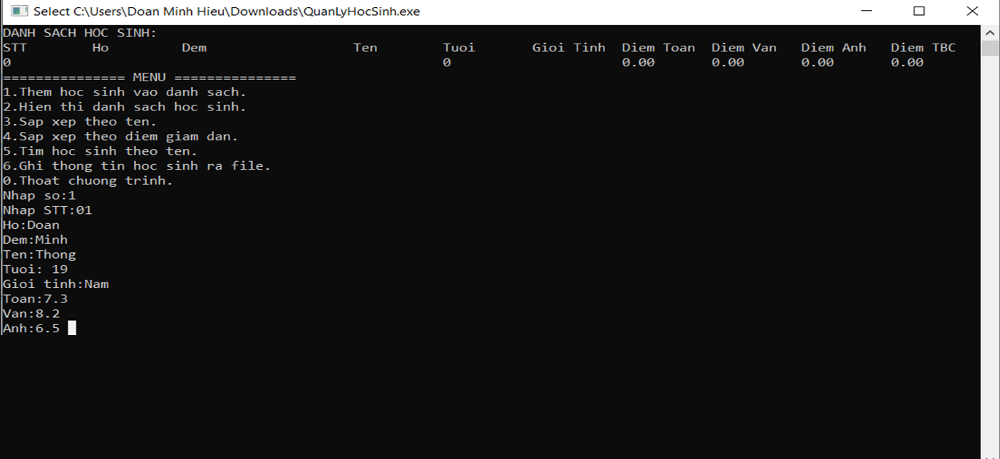 Select C:\Users\Doan Minh Hieu\Downloads\QuanLyHocSinh.exe
DANH SACH HOC SINH:
STT Ho Dem Ten Tuoi Gioi Tinh Diem Toan Diem Van Diem Anh Diem TBC
0 0 0.00 0.00 0.00 0.00
=============== MENU ===============
1.Them hoc sinh vao danh sach.
2.Hien thi danh sach hoc sinh.
3.Sap xep theo ten.
4.Sap xep theo diem giam dan.
5.Tim hoc sinh theo ten.
6.Ghi thong tin hoc sinh ra file.
0.Thoat chuong trinh.
Nhap so:1
Nhap STT:01
Ho:Doan
Dem:Minh
Ten:Thong
Tuoi: 19
Gioi tinh:Nam
Toan:7.3
Van:8.2
Anh:6.5